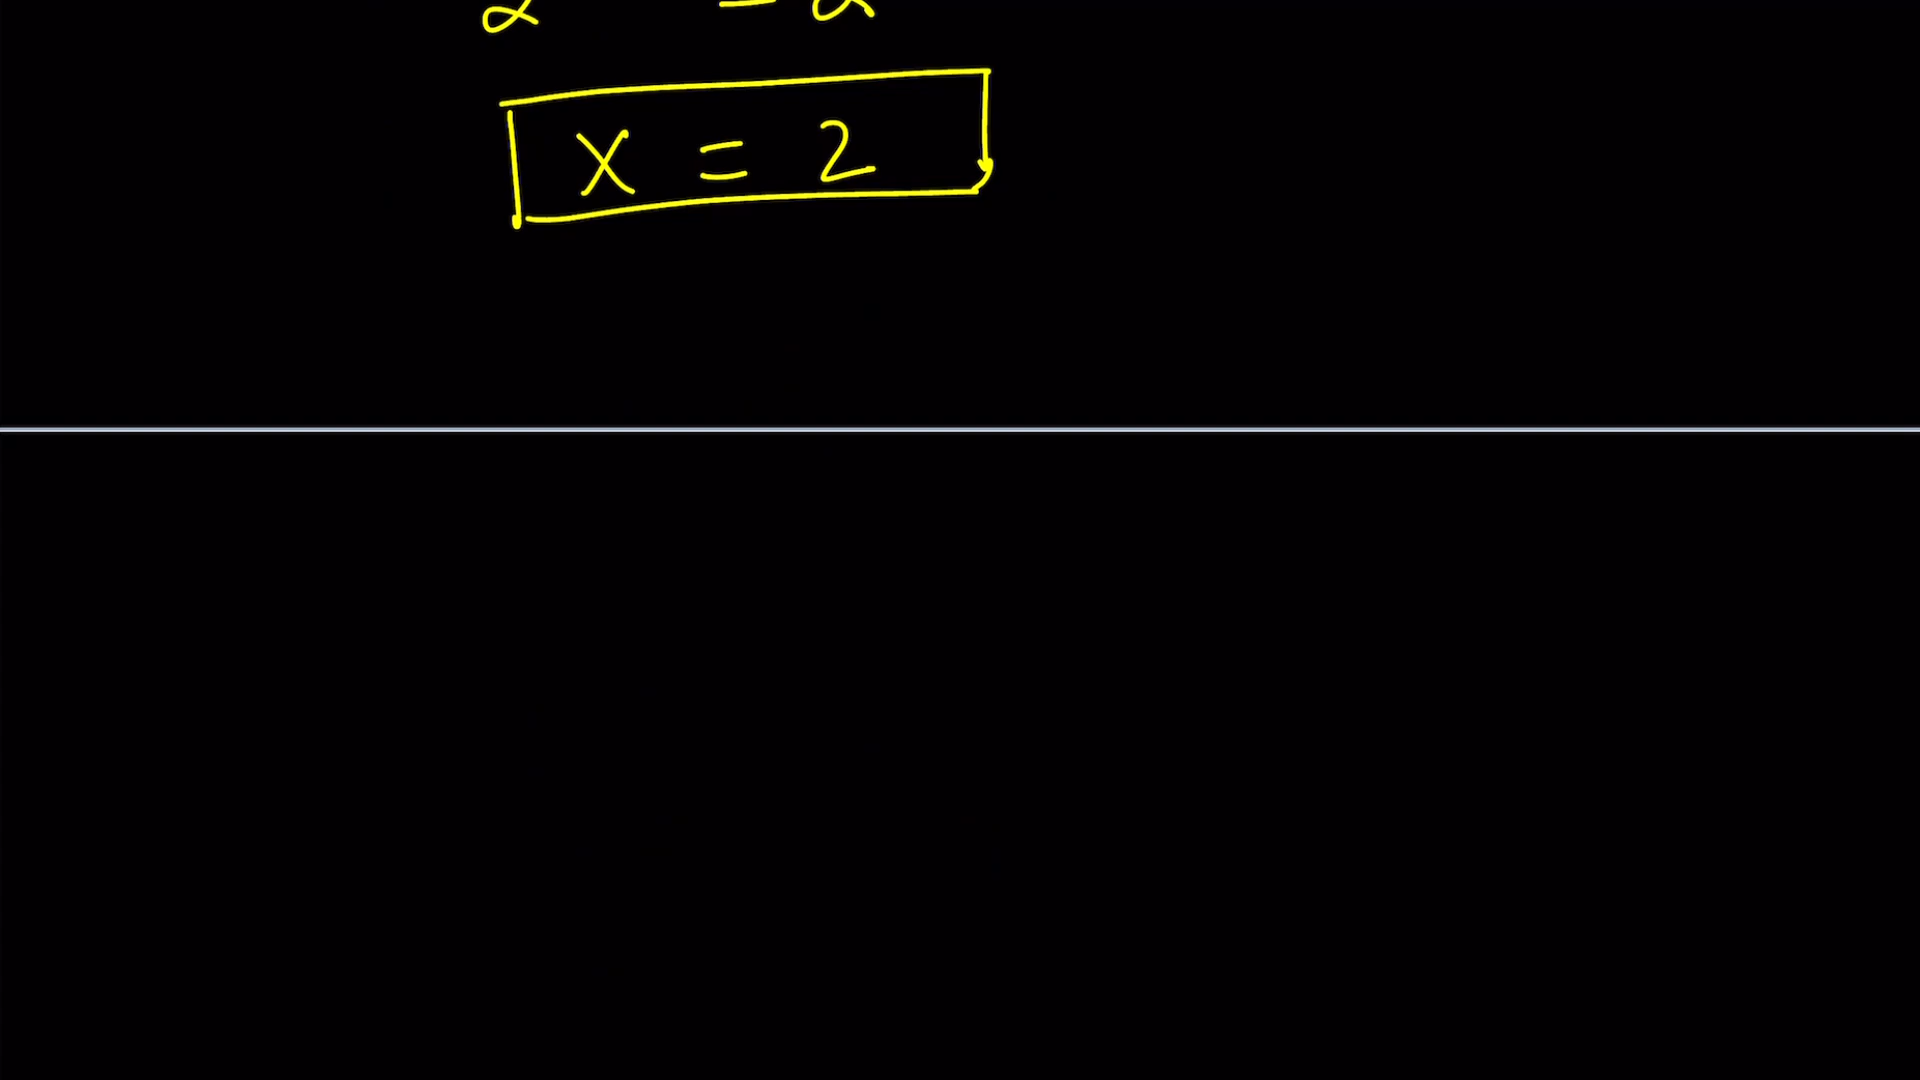 x = 2